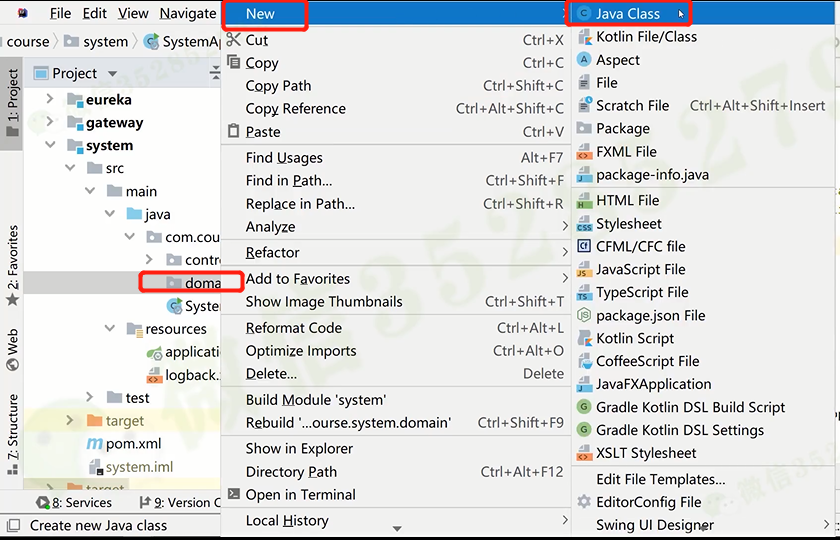 File Edit View Navigate
course system SystemAp
1: Project
Project
eureka
gateway
system
src
main
java
com.cou
contro
doma
System
resources
applicatio
logback.
test
target
pom.xml
system.iml
target
2: Favorites
Web
7: Structure
8: Services 9: Version C
Create new Java class
New
Cut Ctrl+X
Copy Ctrl+C
Copy Path Ctrl+Shift+C
Copy Reference Ctrl+Alt+Shift+C
Paste Ctrl+V
Find Usages Alt+F7
Find in Path... Ctrl+Shift+F
Replace in Path... Ctrl+Shift+R
Analyze
Refactor
Add to Favorites
Show Image Thumbnails Ctrl+Shift+T
Reformat Code Ctrl+Alt+L
Optimize Imports Ctrl+Alt+O
Delete... Delete
Build Module 'system'
Rebuild '...ourse.system.domain' Ctrl+Shift+F9
Show in Explorer
Directory Path Ctrl+Alt+F12
Open in Terminal
Local History
Java Class
Kotlin File/Class
Aspect
File
Scratch File Ctrl+Alt+Shift+Insert
Package
FXML File
package-info.java
HTML File
Stylesheet
CFML/CFC file
JavaScript File
TypeScript File
package.json File
Kotlin Script
CoffeeScript File
JavaFXApplication
Gradle Kotlin DSL Build Script
Gradle Kotlin DSL Settings
XSLT Stylesheet
Edit File Templates...
EditorConfig File
Swing UI Designer